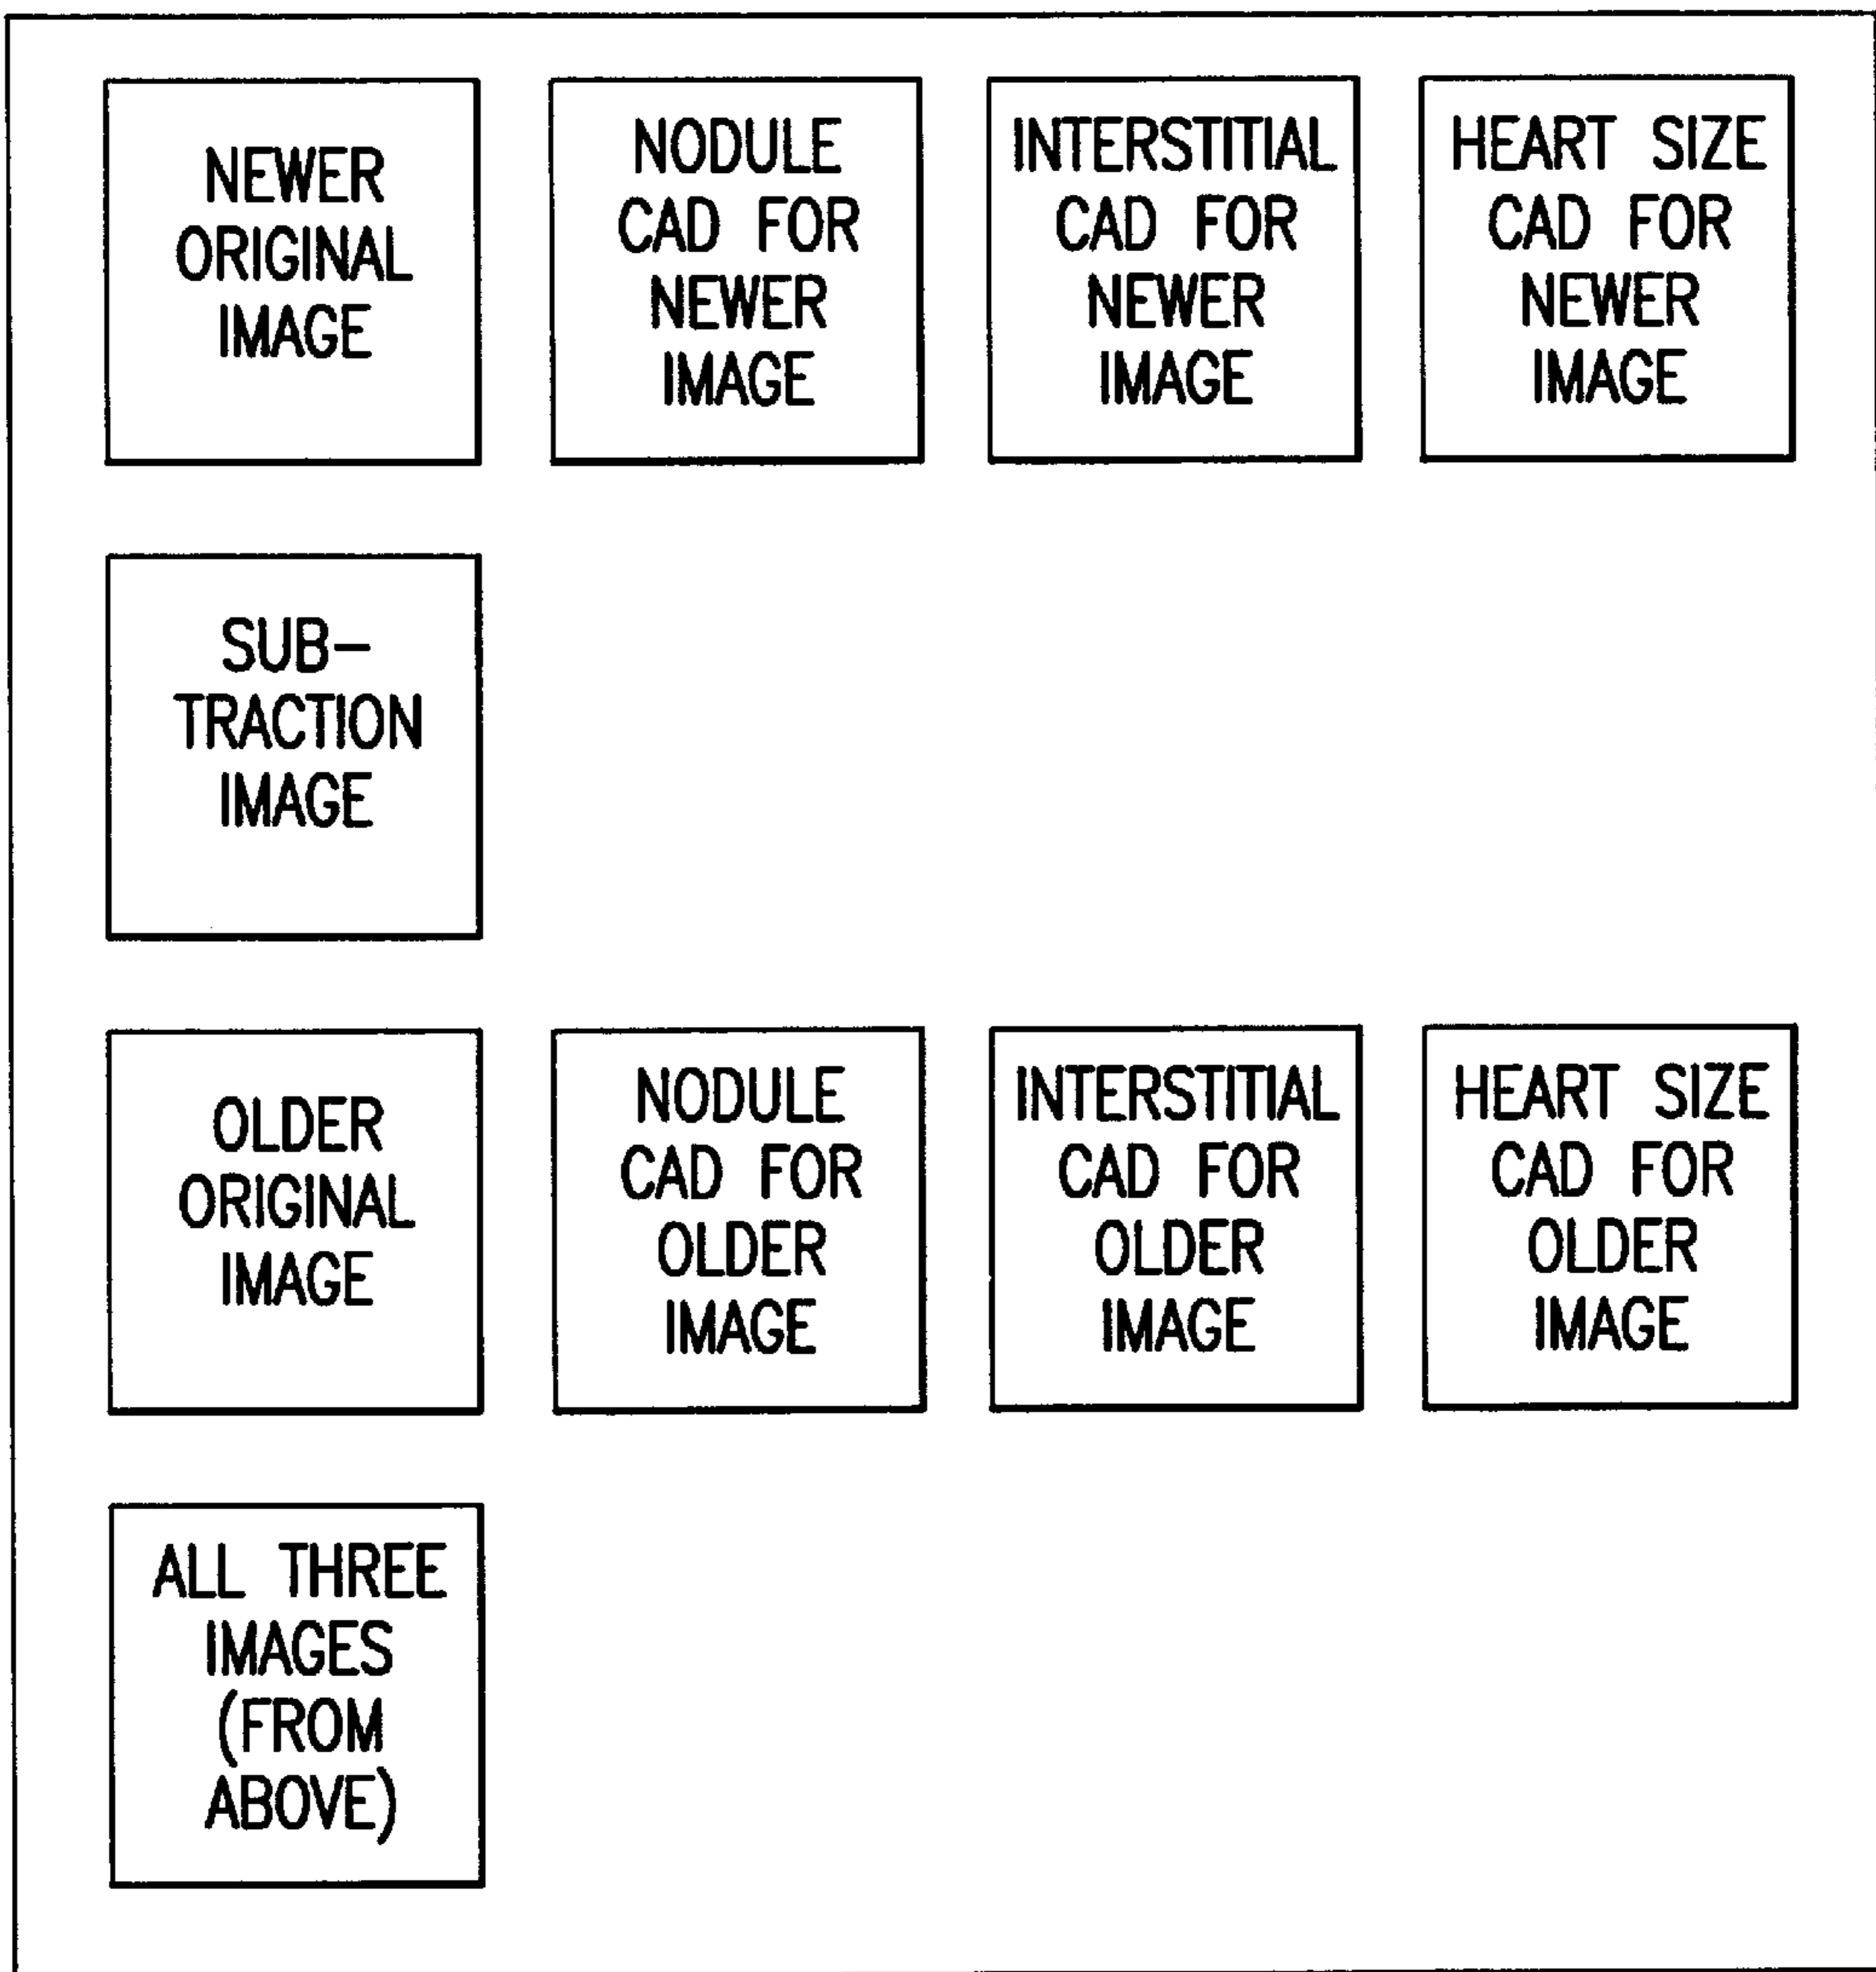 NEWER
ORIGINAL
IMAGE
NODULE
CAD FOR
NEWER
IMAGE
INTERSTITIAL
CAD FOR
NEWER
IMAGE
HEART SIZE
CAD FOR
NEWER
IMAGE
SUB-
TRACTION
IMAGE
OLDER
ORIGINAL
IMAGE
NODULE
CAD FOR
OLDER
IMAGE
INTERSTITIAL
CAD FOR
OLDER
IMAGE
HEART SIZE
CAD FOR
OLDER
IMAGE
ALL THREE
IMAGES
(FROM
ABOVE)